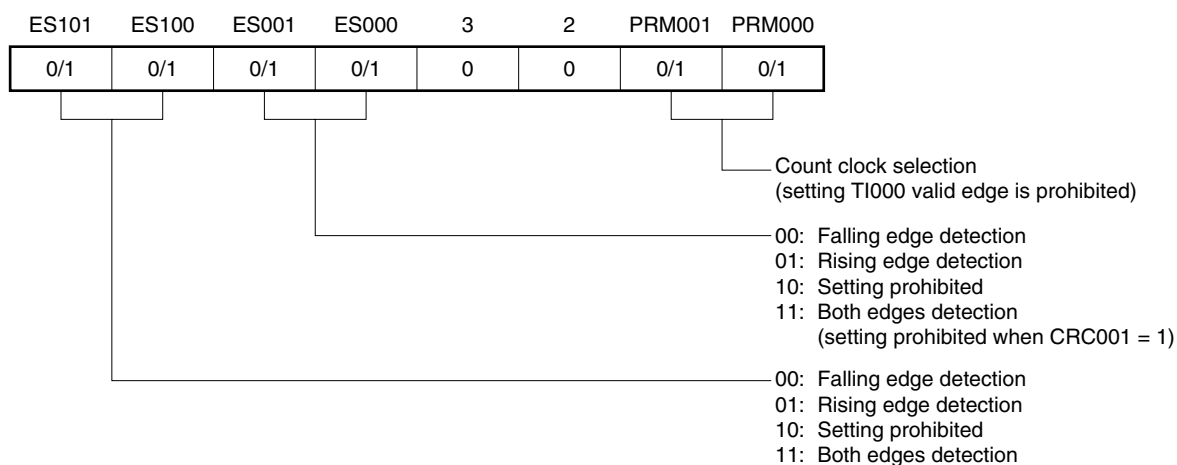 ES101 ES100 ES001 ES000 3 2 PRM001 PRM000
0/1 0/1 0/1 0/1 0 0 0/1 0/1
Count clock selection
(setting TI000 valid edge is prohibited)
00: Falling edge detection
01: Rising edge detection
10: Setting prohibited
11: Both edges detection
(setting prohibited when CRC001 = 1)
00: Falling edge detection
01: Rising edge detection
10: Setting prohibited
11: Both edges detection